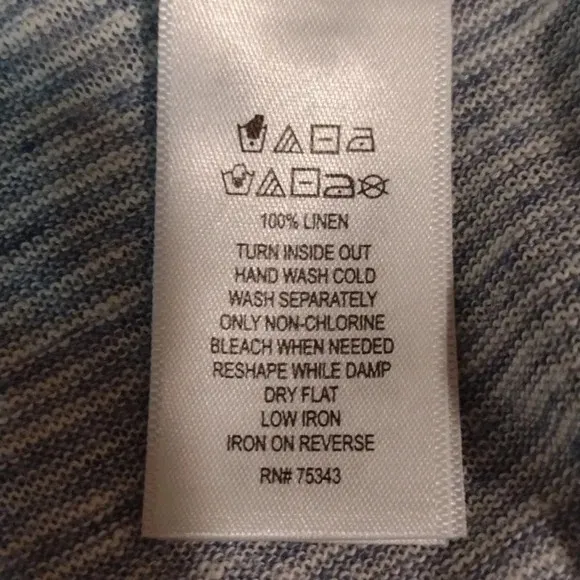 100% LINEN
TURN INSIDE OUT
HAND WASH COLD
WASH SEPARATELY
ONLY NON-CHLORINE
BLEACH WHEN NEEDED
RESHAPE WHILE DAMP
DRY FLAT
LOW IRON
IRON ON REVERSE
RN# 75343